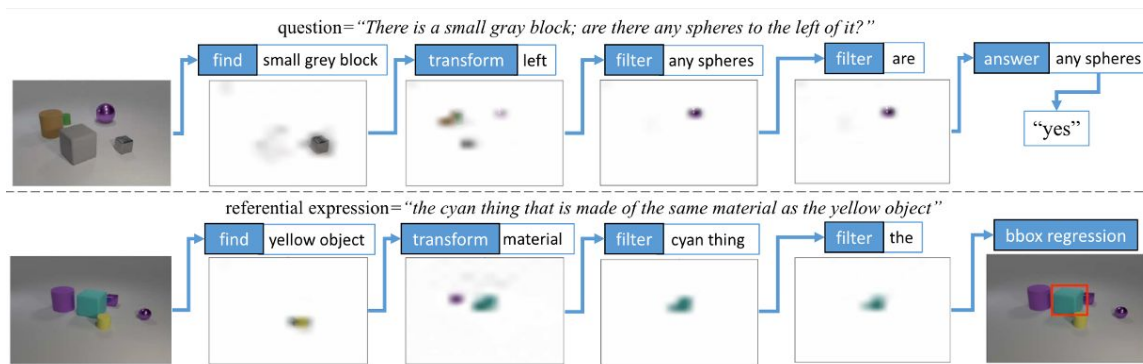 question=“There is a small gray block; are there any spheres to the left of it?”
find small grey block transform left filter any spheres filter are answer any spheres
“yes”
referential expression=“the cyan thing that is made of the same material as the yellow object”
find yellow object transform material filter cyan thing filter the bbox regression